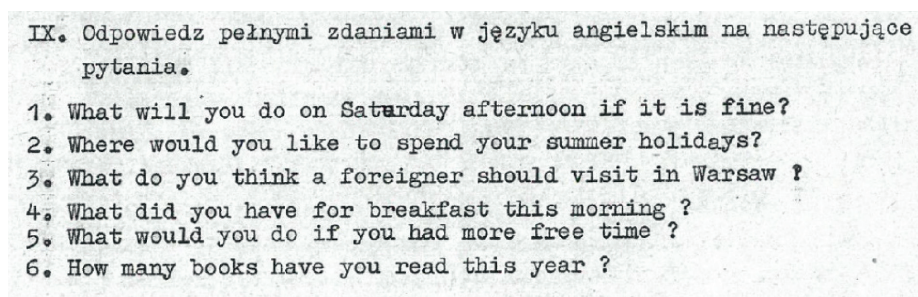 IX. Odpowiedz pełnymi zdaniami w języku angielskim na następujące
pytania.
1. What will you do on Saturday afternoon if it is fine?
2. Where would you like to spend your summer holidays?
3. What do you think a foreigner should visit in Warsaw ?
4. What did you have for breakfast this morning ?
5. What would you do if you had more free time ?
6. How many books have you read this year ?